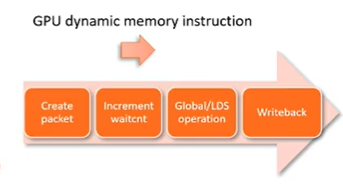 GPU dynamic memory instruction
Create
packet
Increment
waitcnt
Global/LDS
operation
Writeback